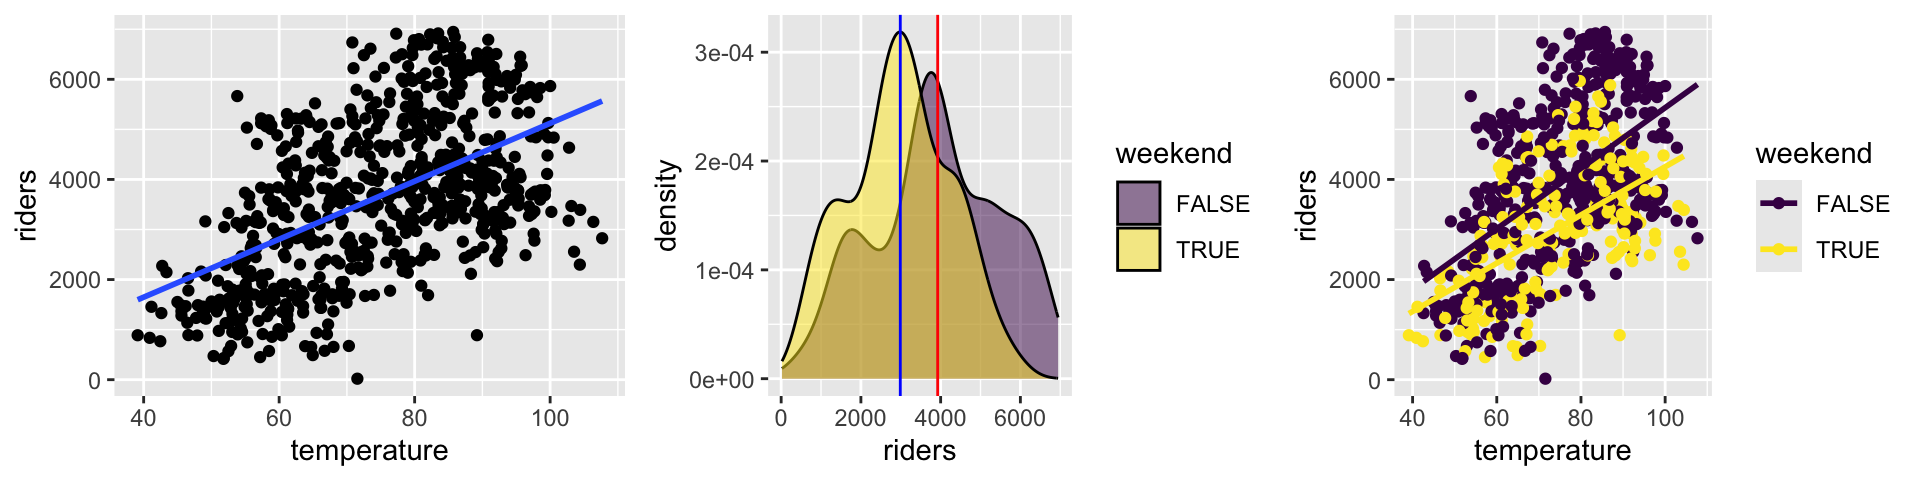 riders
6000
4000
2000
0
40 60 80 100
temperature
density
3e-04
2e-04
1e-04
0e+00
0 2000 4000 6000
riders
weekend
FALSE
TRUE
riders
6000
4000
2000
0
40 60 80 100
temperature
weekend
FALSE
TRUE